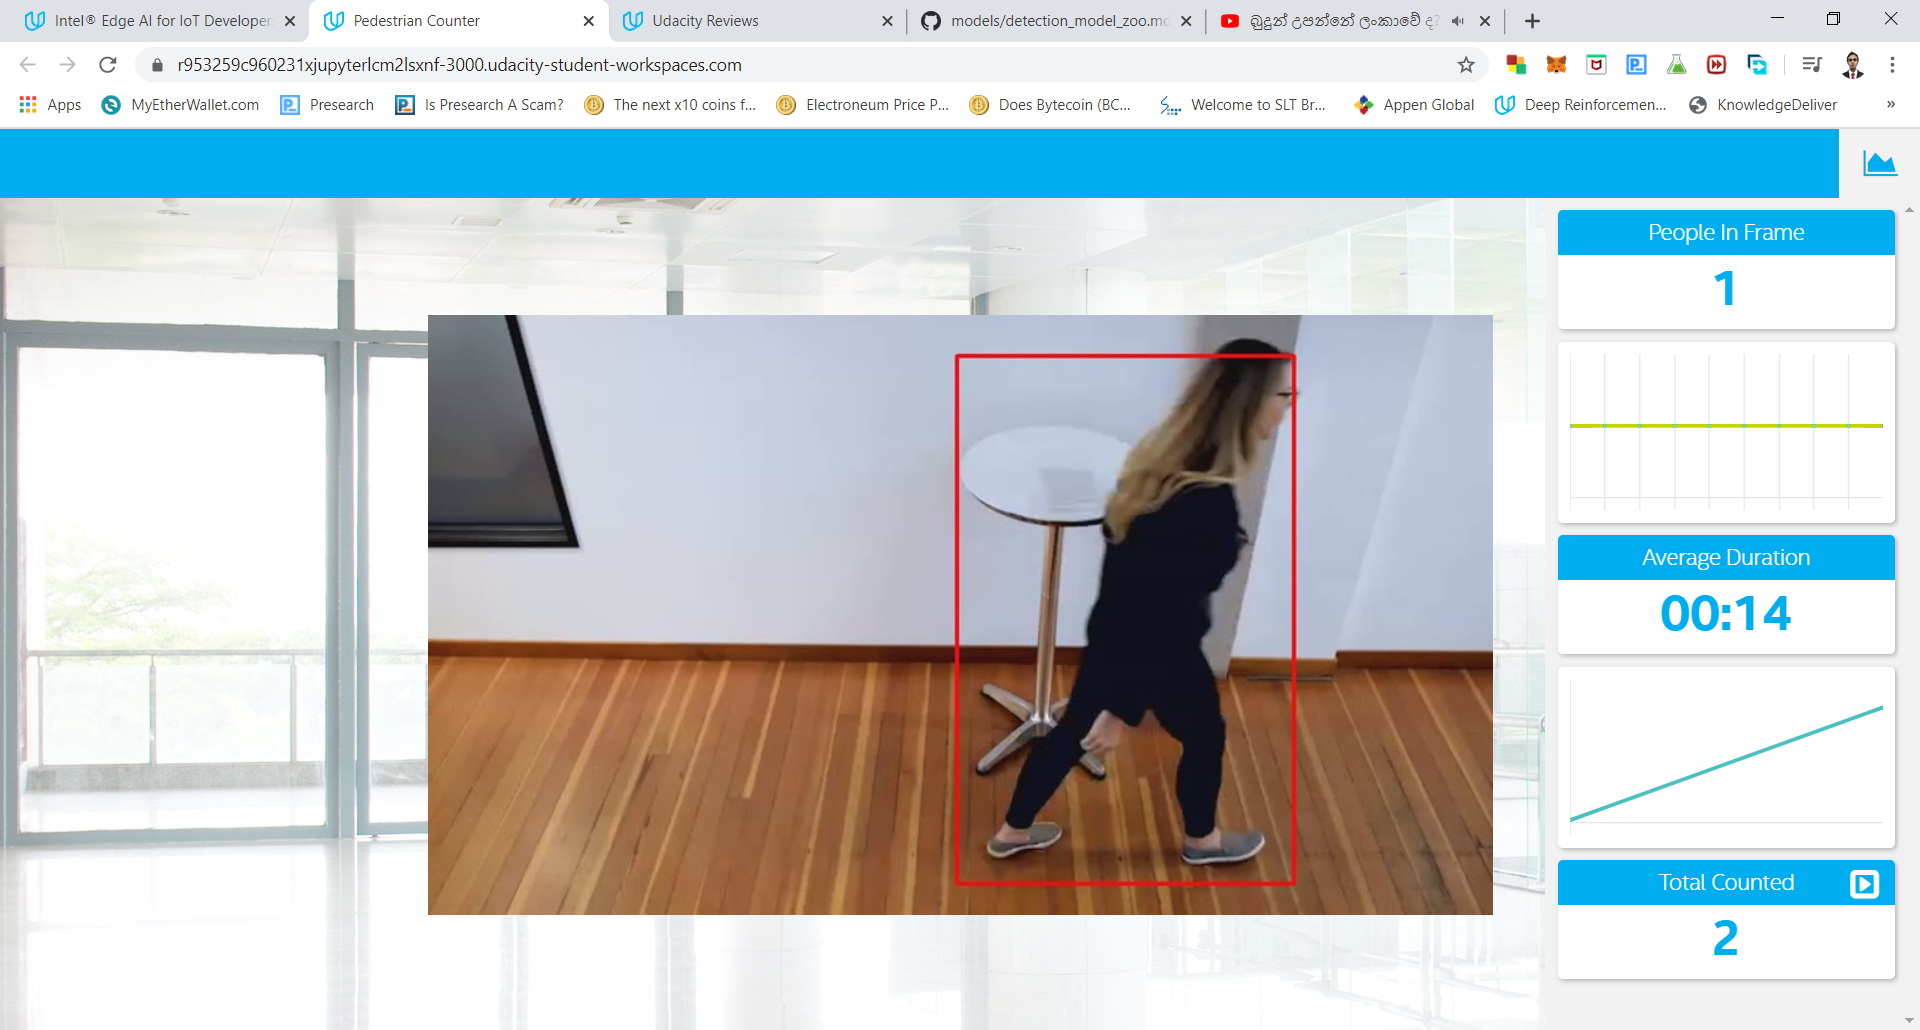 Intel® Edge AI for IoT Developer
Pedestrian Counter
Udacity Reviews
models/detection_model_zoo.md
බුදුන් උපන්නේ ලංකාවේ ද?
r953259c960231xjupyterlcm2lsxnf-3000.udacity-student-workspaces.com
Apps
MyEtherWallet.com
Presearch
Is Presearch A Scam?
The next x10 coins f...
Electroneum Price P...
Does Bytecoin (BC...
Welcome to SLT Br...
Appen Global
Deep Reinforcemen...
KnowledgeDeliver
»
People In Frame
1
Average Duration
00:14
Total Counted
2